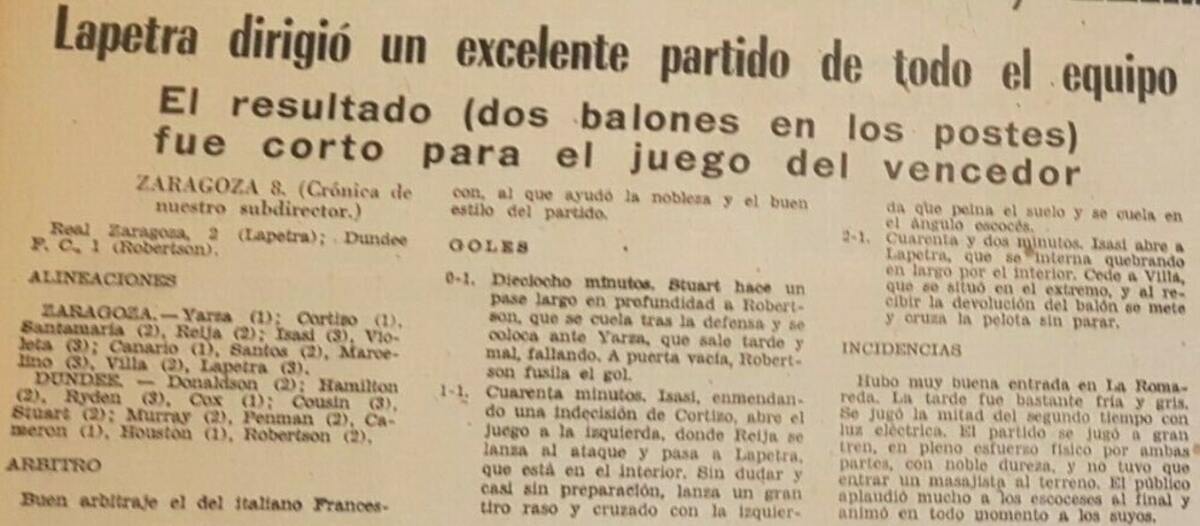 Lapetra dirigió un excelente partido de todo el equipo
El resultado (dos balones en los postes)
fue corto para el juego del vencedor
ZARAGOZA 8. (Crónica de
nuestro subdirector.)
Real Zaragoza, 2 (Lapetra); Dundee
F. C., 1 (Robertson).
ALINEACIONES
ZARAGOZA.—Yarza (1); Cortizo (1),
Santamaría (2), Reija (2); Isasi (3), Vio-
leta (3); Canario (1), Santos (2), Marce-
lino (3), Villa (2), Lapetra (3).
DUNDEE. — Donaldson (2); Hamilton
(2), Ryden (3), Cox (1); Cousin (3),
Stuart (2); Murray (2), Penman (2), Ca-
meron (1), Houston (1), Robertson (2).
ARBITRO
Buen arbitraje el del italiano Frances-
con, al que ayudó la nobleza y el buen
estilo del partido.
GOLES
0-1. Dieciocho minutos. Stuart hace un
pase largo en profundidad a Robert-
son, que se cuela tras la defensa y se
coloca ante Yarza, que sale tarde y
mal, fallando. A puerta vacía, Robert-
son fusila el gol.
1-1. Cuarenta minutos. Isasi, enmendan-
do una indecisión de Cortizo, abre el
juego a la izquierda, donde Reija se
lanza al ataque y pasa a Lapetra,
que está en el interior. Sin dudar y
casi sin preparación, lanza un gran
tiro raso y cruzado con la izquier-
da que peina el suelo y se cuela en
el ángulo escocés.
2-1. Cuarenta y dos minutos. Isasi abre a
Lapetra, que se interna quebrando
en largo por el interior. Cede a Villa,
que se situó en el extremo, y al re-
cibir la devolución del balón se mete
y cruza la pelota sin parar.
INCIDENCIAS
Hubo muy buena entrada en La Roma-
reda. La tarde fue bastante fría y gris.
Se jugó la mitad del segundo tiempo con
luz eléctrica. El partido se jugó a gran
tren, en pleno esfuerzo físico por ambas
partes, con noble dureza, y no tuvo que
entrar un masajista al terreno. El público
aplaudió mucho a los escoceses al final y
animó en todo momento a los suyos.